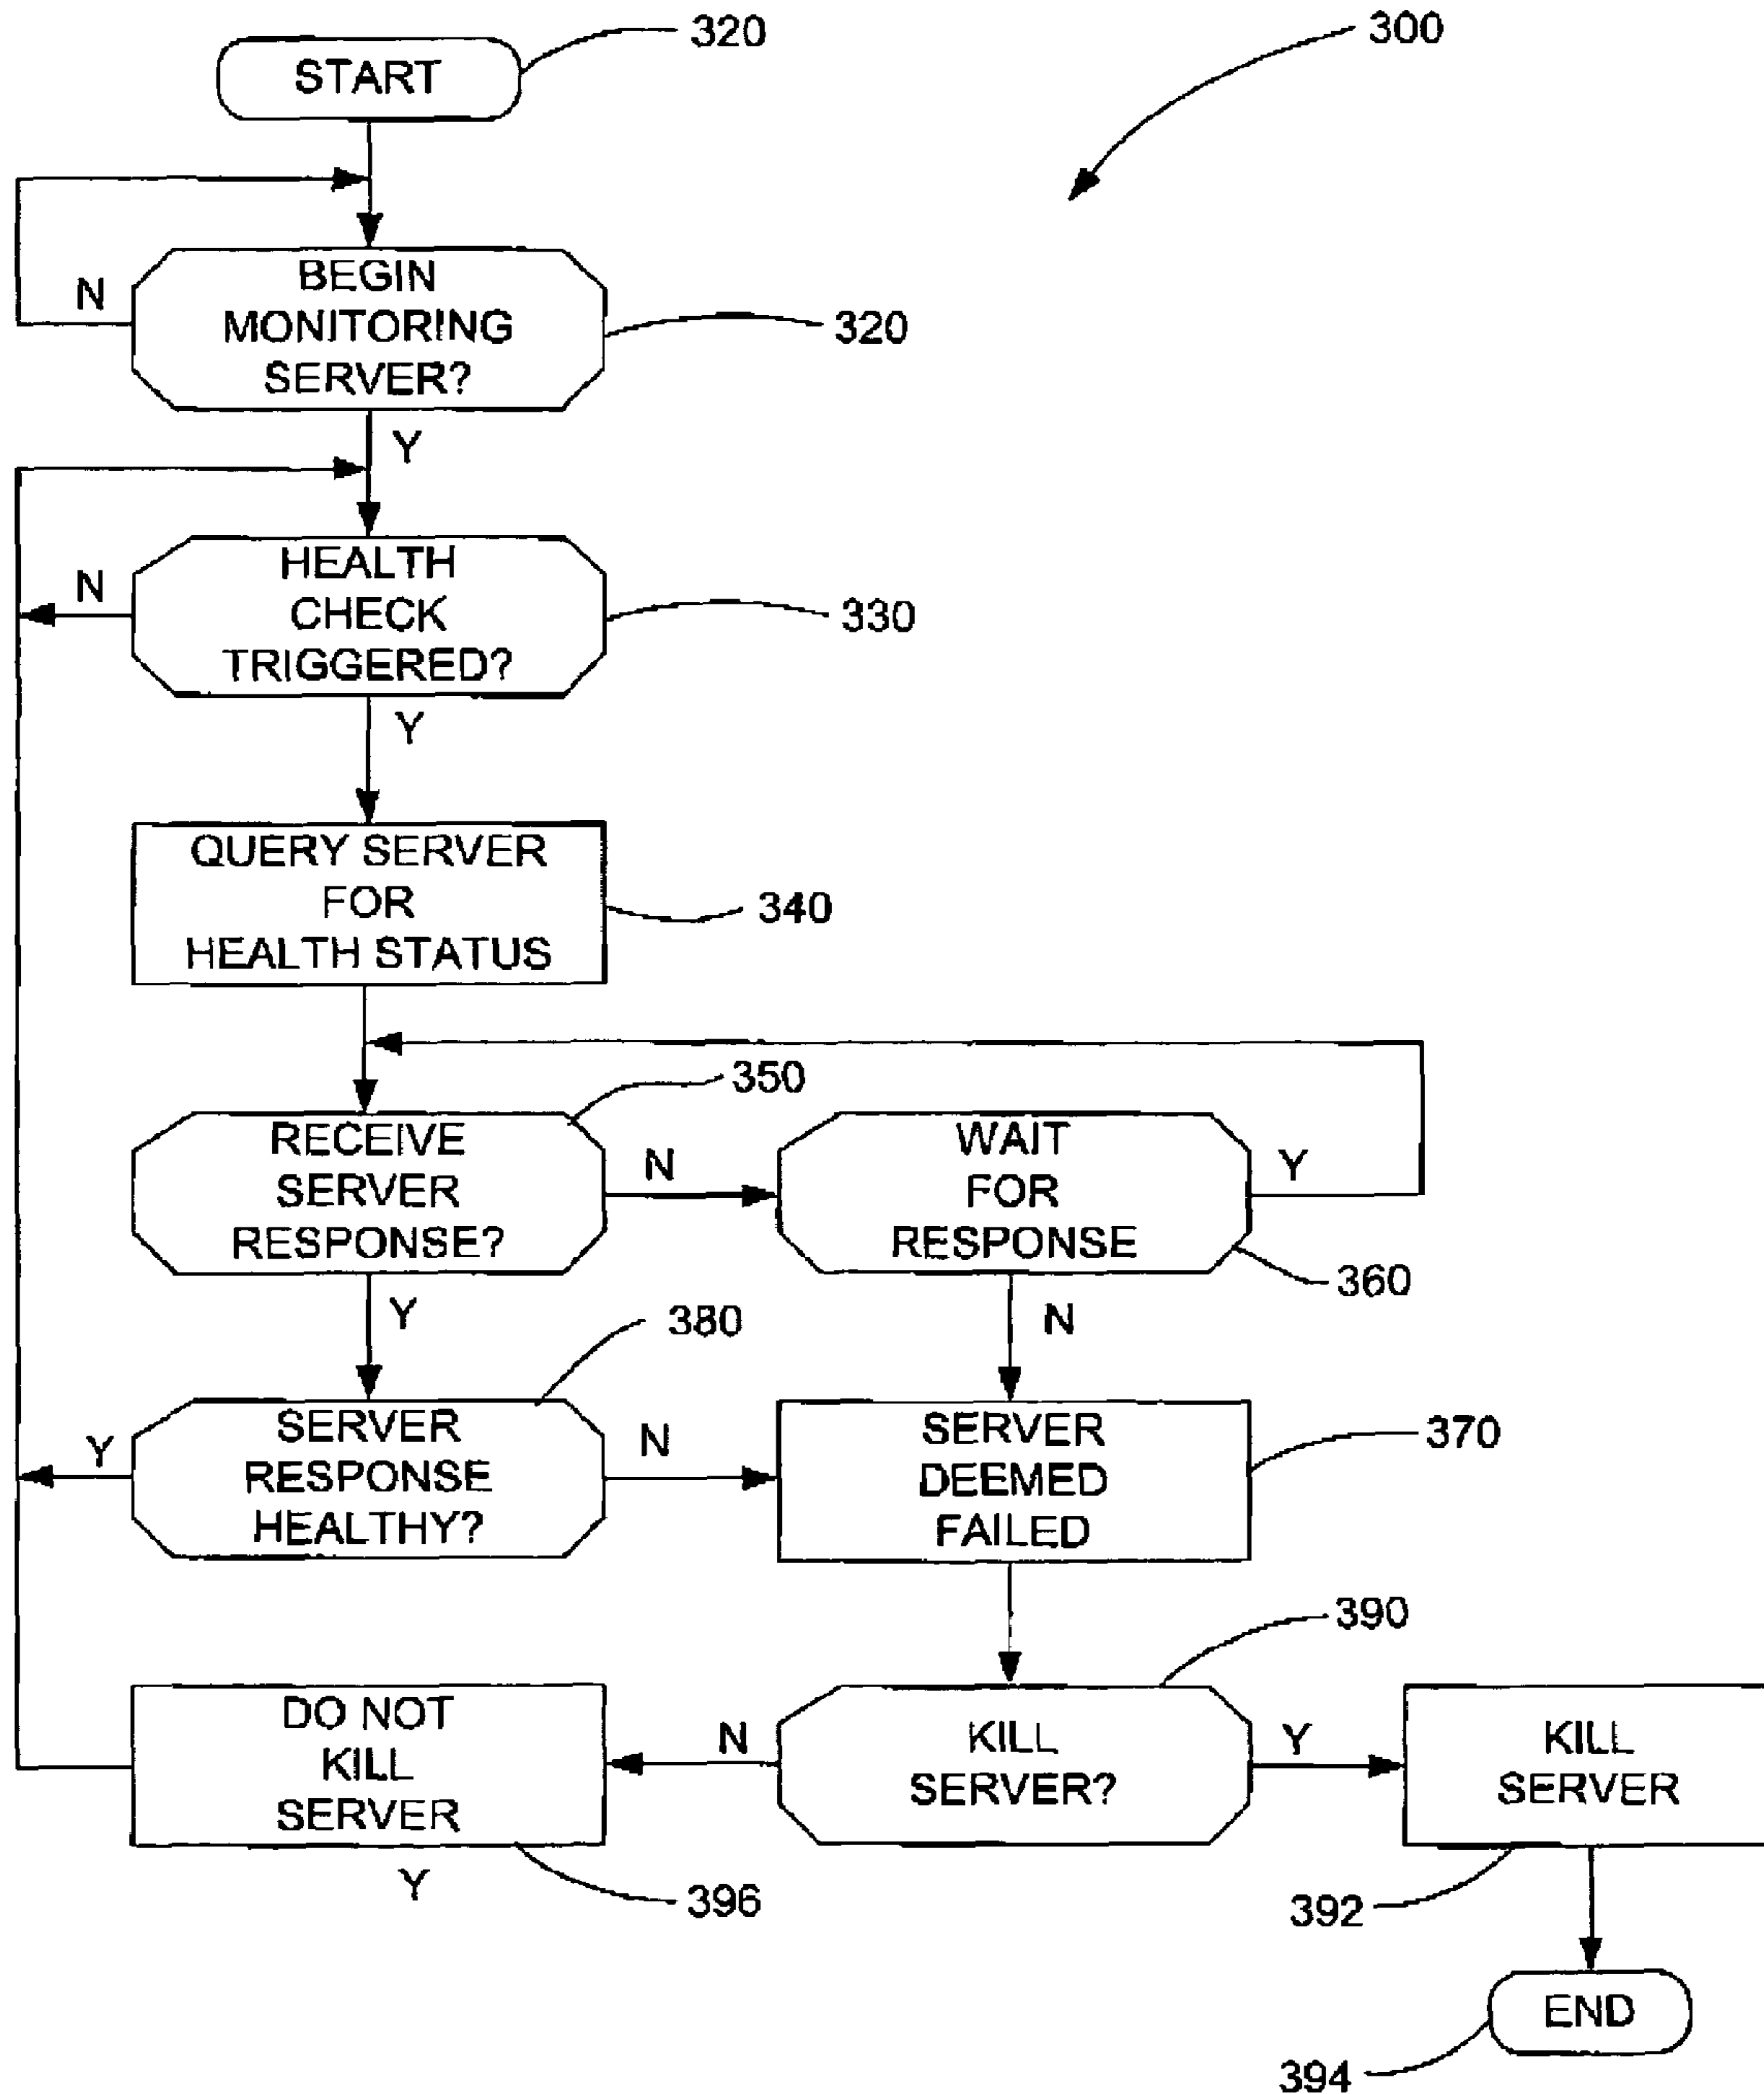 320
300
START
N
BEGIN
MONITORING
SERVER?
320
Y
N
HEALTH
CHECK
TRIGGERED?
330
Y
QUERY SERVER
FOR
HEALTH STATUS
340
350
RECEIVE
SERVER
RESPONSE?
N
WAIT
FOR
RESPONSE
Y
360
Y
380
N
Y
SERVER
RESPONSE
HEALTHY?
N
SERVER
DEEMED
FAILED
370
390
DO NOT
KILL
SERVER
N
KILL
SERVER?
Y
KILL
SERVER
Y
396
392
END
394